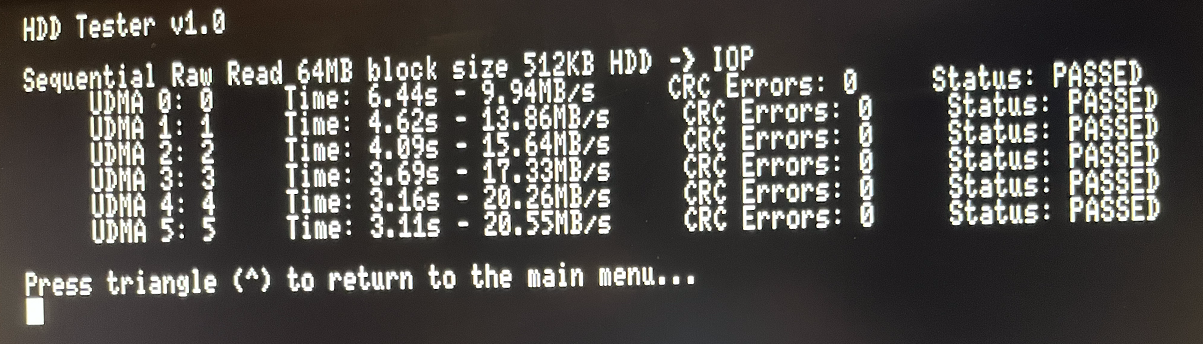 HDD Tester v1.0
Sequential Raw Read 64MB block size 512KB HDD -> IOP
UDMA 0: 0 Time: 6.44s - 9.94MB/s CRC Errors: 0 Status: PASSED
UDMA 1: 1 Time: 4.62s - 13.86MB/s CRC Errors: 0 Status: PASSED
UDMA 2: 2 Time: 4.09s - 15.64MB/s CRC Errors: 0 Status: PASSED
UDMA 3: 3 Time: 3.69s - 17.33MB/s CRC Errors: 0 Status: PASSED
UDMA 4: 4 Time: 3.16s - 20.26MB/s CRC Errors: 0 Status: PASSED
UDMA 5: 5 Time: 3.11s - 20.55MB/s CRC Errors: 0 Status: PASSED
Press triangle (^) to return to the main menu...